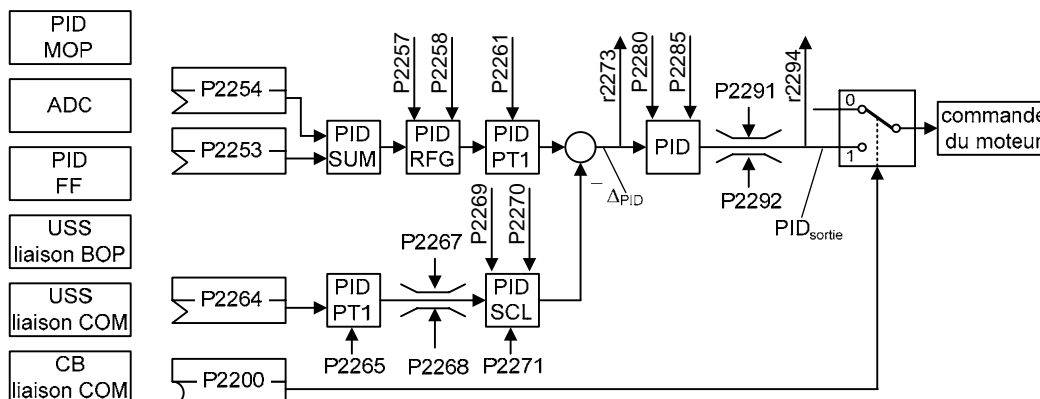 PID
MOP
ADC
PID
FF
USS
liaison BOP
USS
liaison COM
CB
liaison COM
P2254
P2253
P2264
P2200
PID
SUM
P2257
P2258
PID
RFG
P2261
PID
PT1
PID
PT1
P2265
P2267
P2268
P2269
P2270
PID
SCL
P2271
r2273
– ΔPID
P2280
P2285
PID
P2291
P2292
r2294
PIDsortie
0
1
commande
du moteur